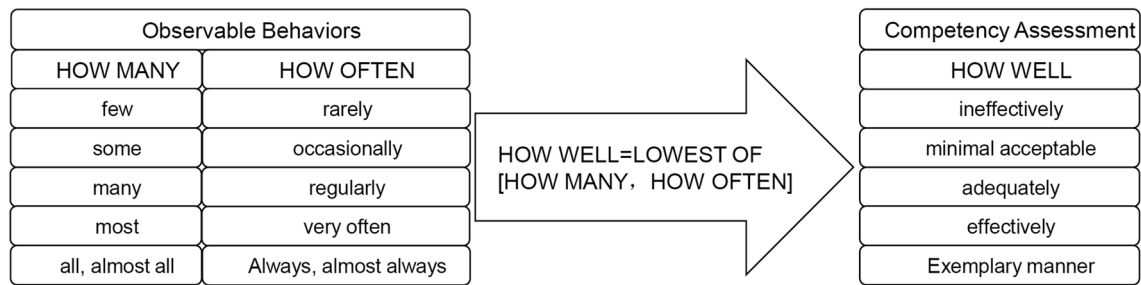 Observable Behaviors
HOW MANY HOW OFTEN
few rarely
some occasionally
many regularly
most very often
all, almost all Always, almost always
HOW WELL=LOWEST OF
[HOW MANY，HOW OFTEN]
Competency Assessment
HOW WELL
ineffectively
minimal acceptable
adequately
effectively
Exemplary manner